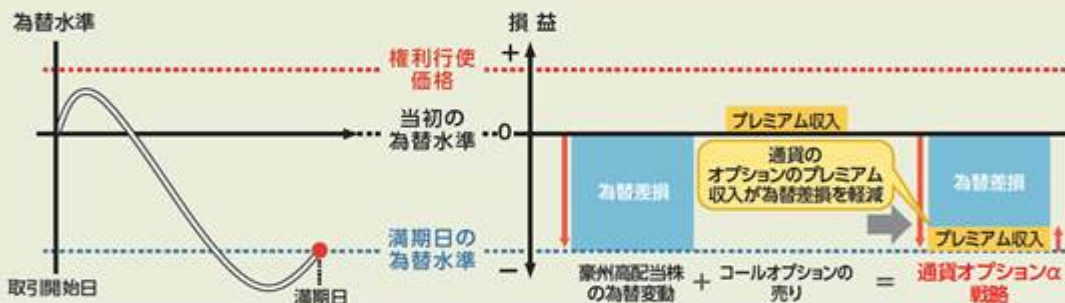 為替水準
損益
+
権利行使
価格
当初の
為替水準
0
プレミアム収入
通貨の
オプションのプレミアム
収入が為替差損を軽減
為替差損
為替差損
プレミアム収入
満期日の
為替水準
−
取引開始日
満期日
豪州高配当株
の為替変動
+
コールオプションの
売り
=
通貨オプションα
戦略